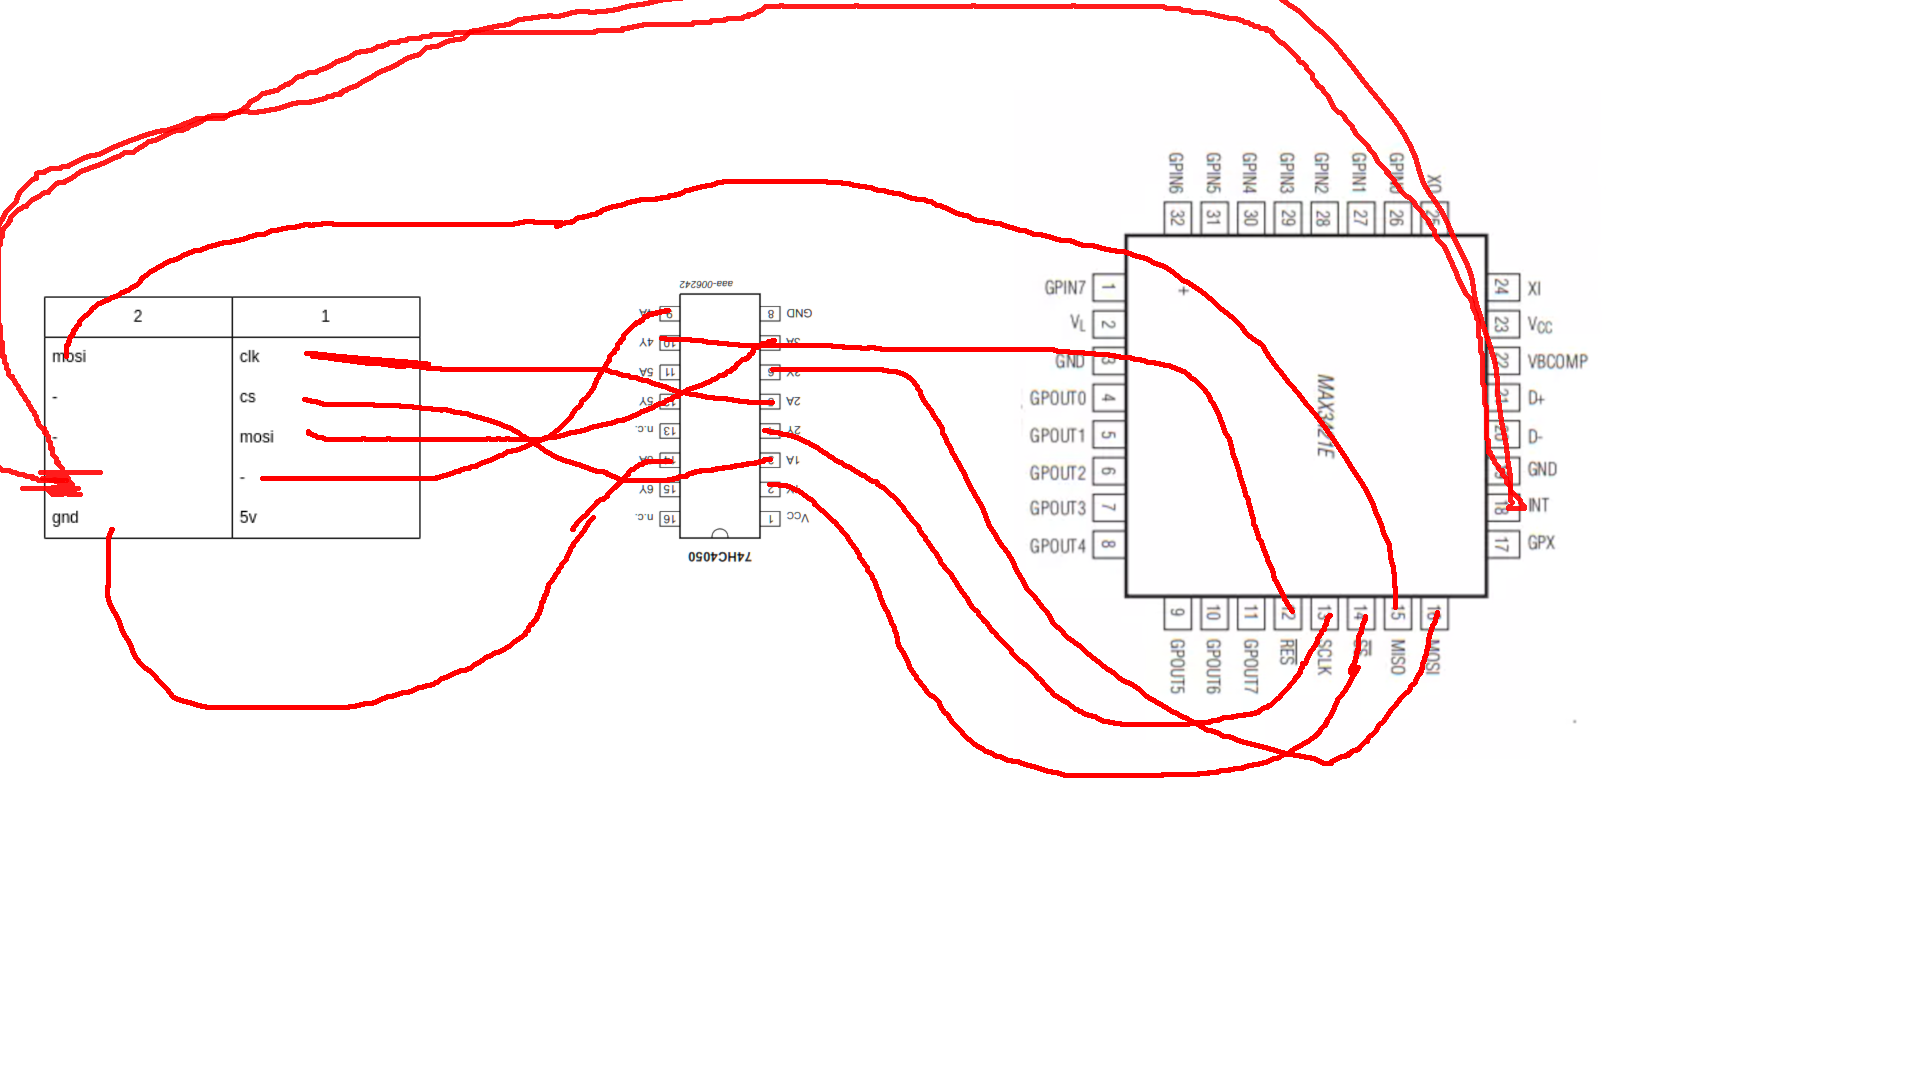 2 1
mosi clk
- cs
- mosi
-
gnd 5v
aaa-006242
4A 9 8 GND
4Y 10 3A
5A 11 6 3Y
5Y 12 2A
n.c. 13 2Y
6A 14 1A
6Y 15 2 1Y
n.c. 16 1 VCC
74HC4050
GPIN6 GPIN5 GPIN4 GPIN3 GPIN2 GPIN1 GPIN0 XO
32 31 30 29 28 27 26 25
GPIN7 1
VL 2
GND 3
GPOUT0 4
GPOUT1 5
GPOUT2 6
GPOUT3 7
GPOUT4 8
+
MAX3421E
24 XI
23 VCC
22 VBCOMP
21 D+
20 D-
19 GND
18 INT
17 GPX
9 10 11 12 13 14 15 16
GPOUT5 GPOUT6 GPOUT7 RES SCLK SS MISO MOSI